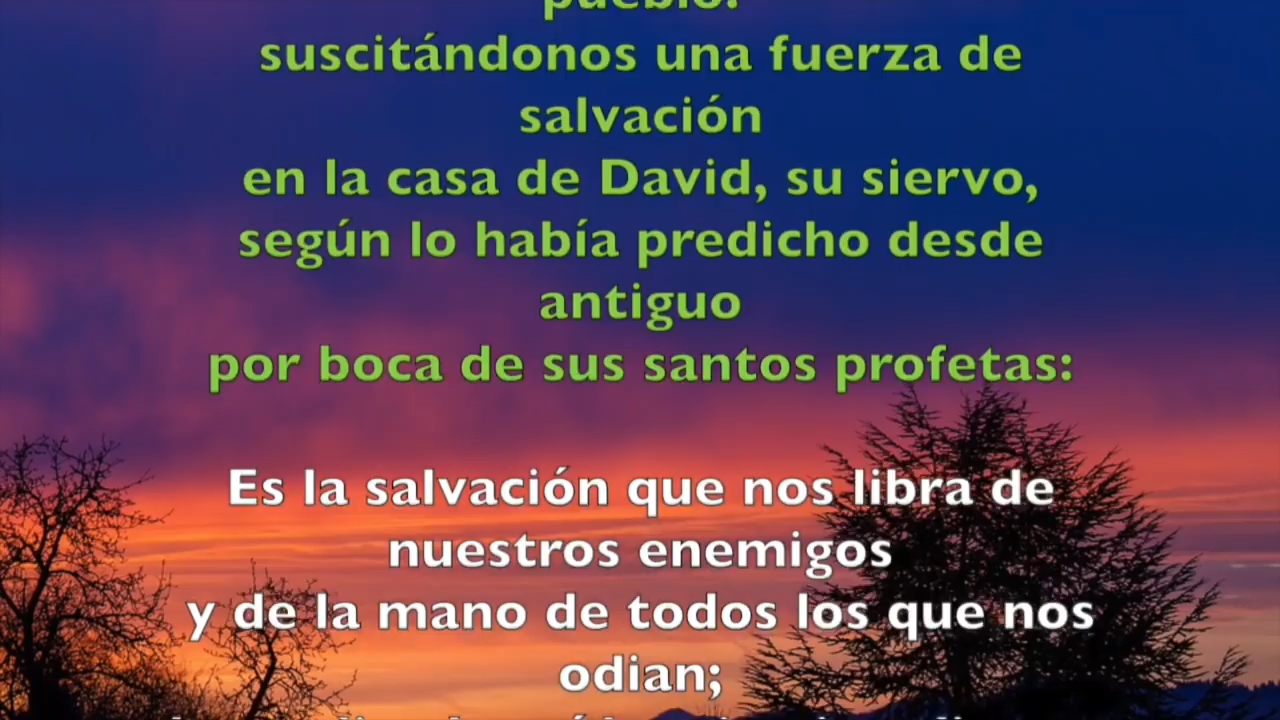 pueblo:
suscitándonos una fuerza de
salvación
en la casa de David, su siervo,
según lo había predicho desde
antiguo
por boca de sus santos profetas:
Es la salvación que nos libra de
nuestros enemigos
y de la mano de todos los que nos
odian;